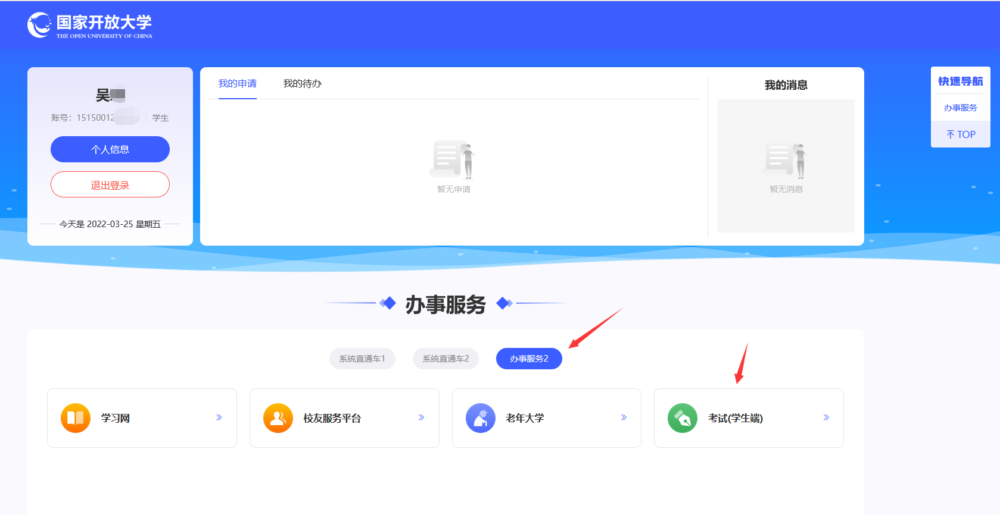 国家开放大学
THE OPEN UNIVERSITY OF CHINA
吴
账号：1515001 学生
个人信息
退出登录
今天是 2022-03-25 星期五
我的申请 我的待办
暂无申请
我的消息
暂无消息
快速导航
办事服务
TOP
办事服务
系统直通车1 系统直通车2 办事服务2
学习网 校友服务平台 老年大学 考试(学生端)